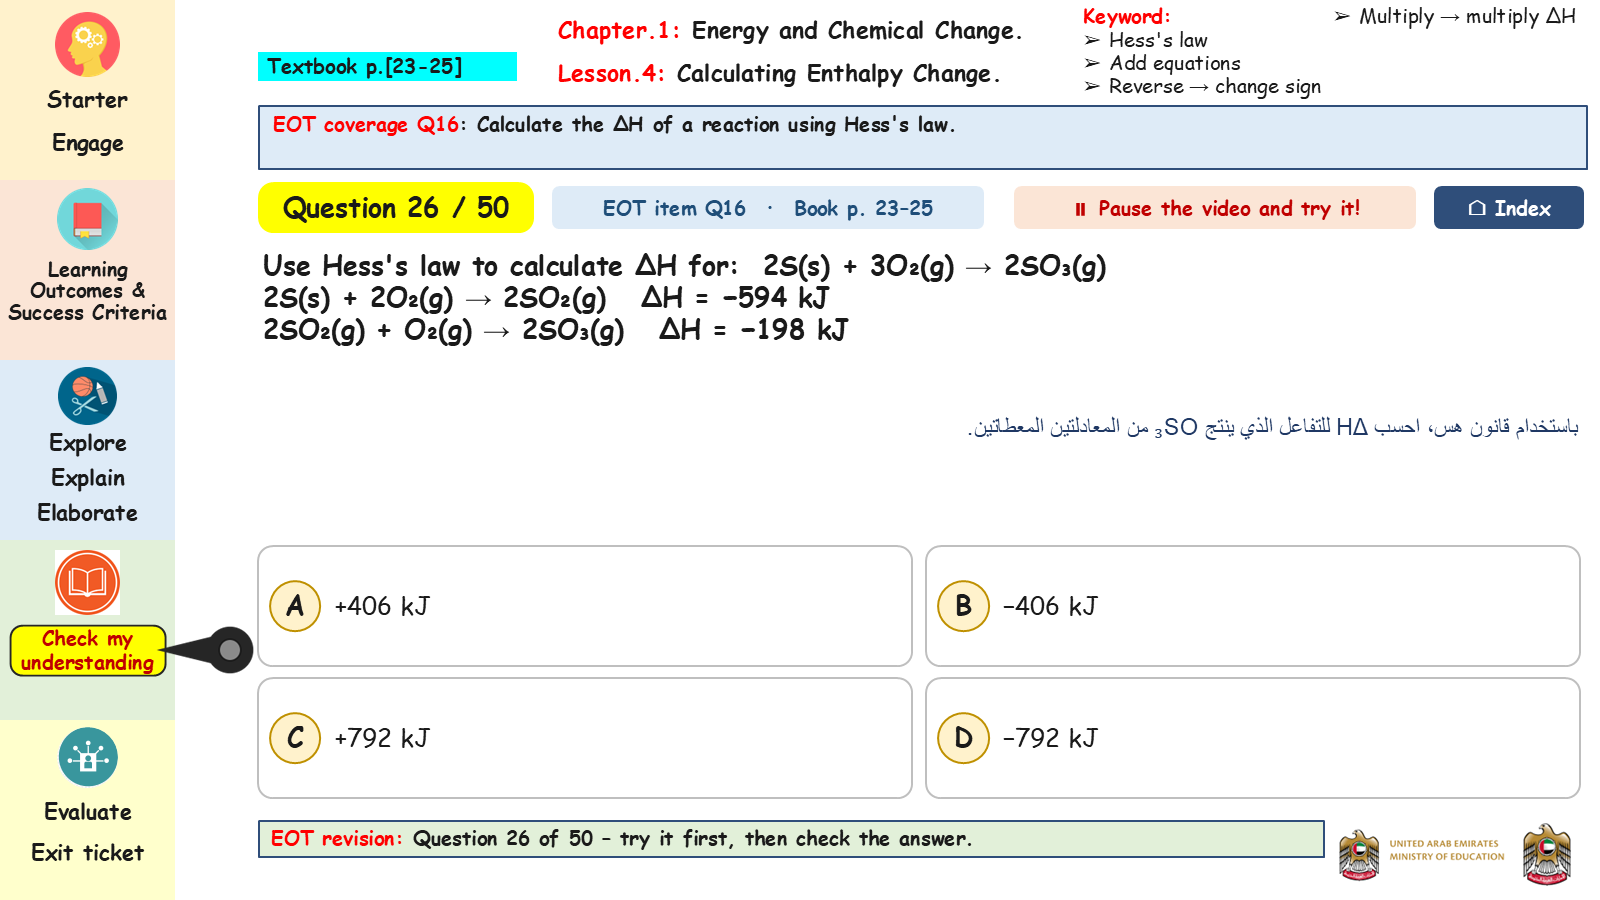 Starter
Engage
Learning
Outcomes &
Success Criteria
Explore
Explain
Elaborate
Check my
understanding
Evaluate
Exit ticket
Textbook p.[23-25]
Chapter.1: Energy and Chemical Change.
Lesson.4: Calculating Enthalpy Change.
Keyword:
➢ Hess's law
➢ Add equations
➢ Reverse → change sign
➢ Multiply → multiply ΔH
EOT coverage Q16: Calculate the ΔH of a reaction using Hess's law.
Question 26 / 50
EOT item Q16 · Book p. 23–25
⏸ Pause the video and try it!
⌂ Index
Use Hess's law to calculate ΔH for: 2S(s) + 3O₂(g) → 2SO₃(g)
2S(s) + 2O₂(g) → 2SO₂(g) ΔH = −594 kJ
2SO₂(g) + O₂(g) → 2SO₃(g) ΔH = −198 kJ
باستخدام قانون هس، احسب ΔH للتفاعل الذي ينتج SO₃ من المعادلتين المعطاتين.
A +406 kJ
B −406 kJ
C +792 kJ
D −792 kJ
EOT revision: Question 26 of 50 – try it first, then check the answer.
UNITED ARAB EMIRATES
MINISTRY OF EDUCATION